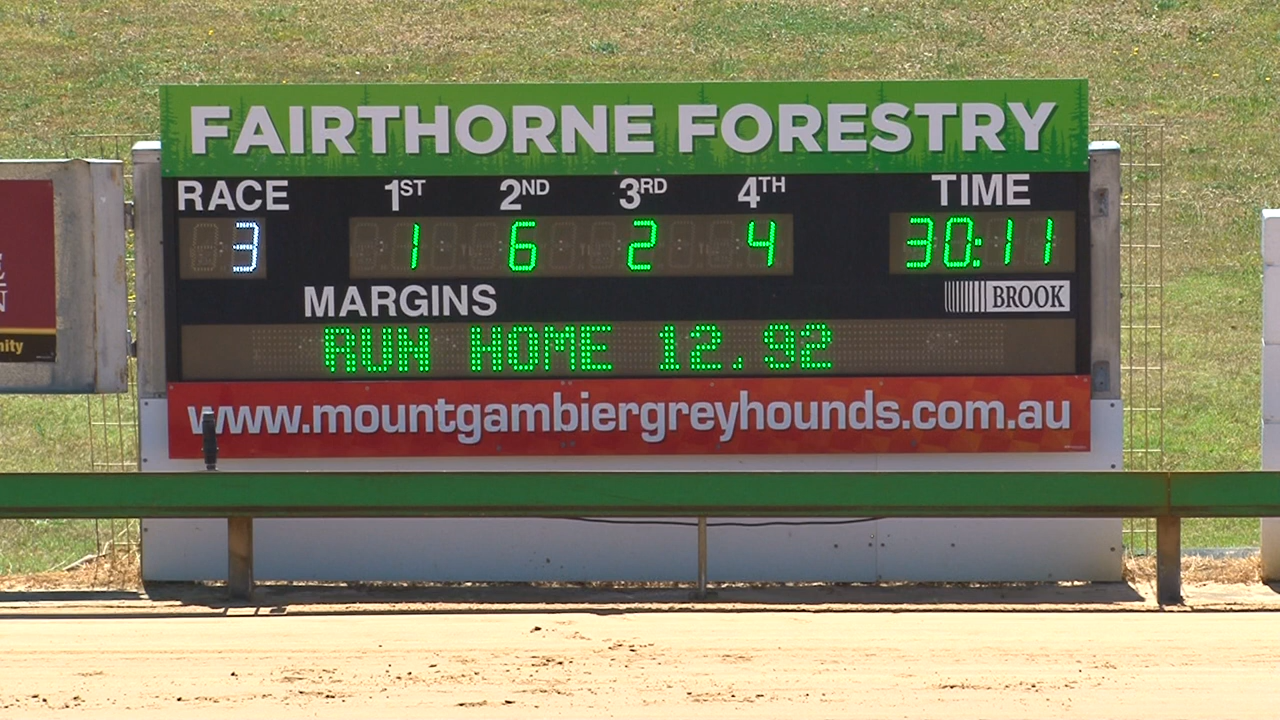 FAIRTHORNE FORESTRY
RACE 1ST 2ND 3RD 4TH TIME
3 1 6 2 4 30:11
MARGINS BROOK
RUN HOME 12.92
www.mountgambiergreyhounds.com.au
nity